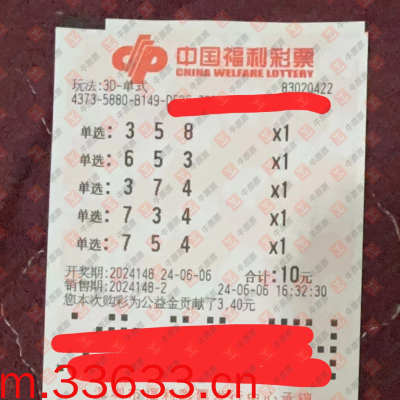 中国福利彩票
CHINA WELFARE LOTTERY
玩法:3D-单式 83020422
4373-5880-8149-
单选: 3 5 8 x1
单选: 6 5 3 x1
单选: 3 7 4 x1
单选: 7 3 4 x1
单选: 7 5 4 x1
开奖期:2024148 24-06-06 合计:10元
销售期:2024148-2 24-06-06 16:32:30
您本次购彩为公益金贡献了3.40元
m.33633.cn